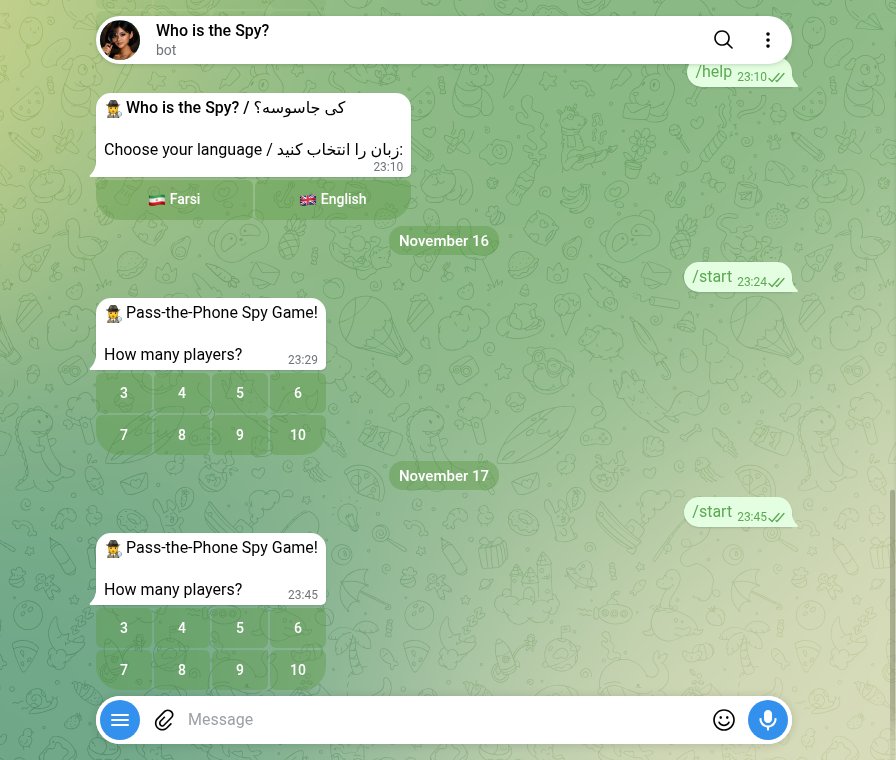 Who is the Spy?
bot
/help 23:10
Who is the Spy? / کی جاسوسه؟
Choose your language / زبان را انتخاب کنید:
23:10
Farsi
English
November 16
/start 23:24
Pass-the-Phone Spy Game!
How many players? 23:29
3 4 5 6
7 8 9 10
November 17
/start 23:45
Pass-the-Phone Spy Game!
How many players? 23:45
3 4 5 6
7 8 9 10
Message